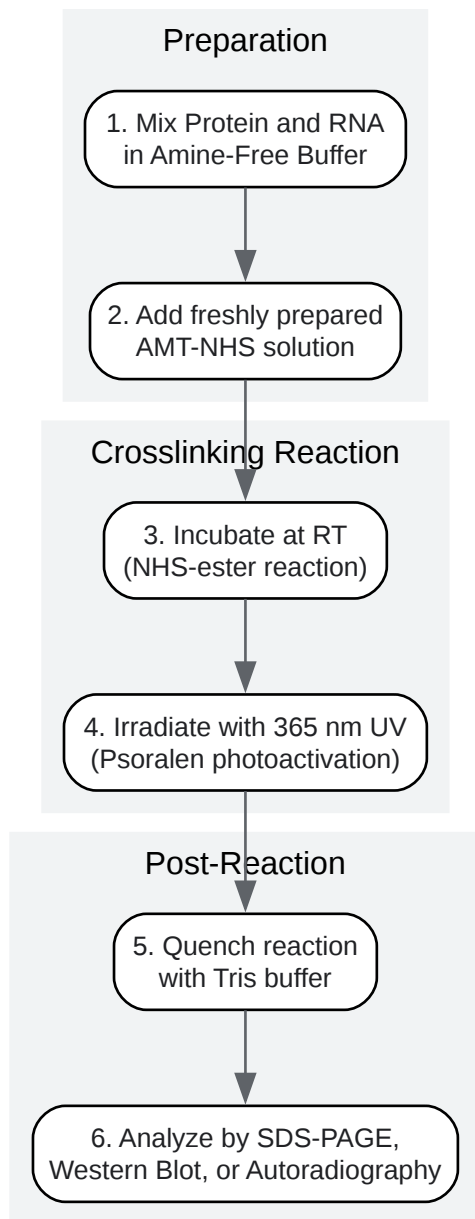 Preparation
1. Mix Protein and RNA
in Amine-Free Buffer
2. Add freshly prepared
AMT-NHS solution
Crosslinking Reaction
3. Incubate at RT
(NHS-ester reaction)
4. Irradiate with 365 nm UV
(Psoralen photoactivation)
Post-Reaction
5. Quench reaction
with Tris buffer
6. Analyze by SDS-PAGE,
Western Blot, or Autoradiography